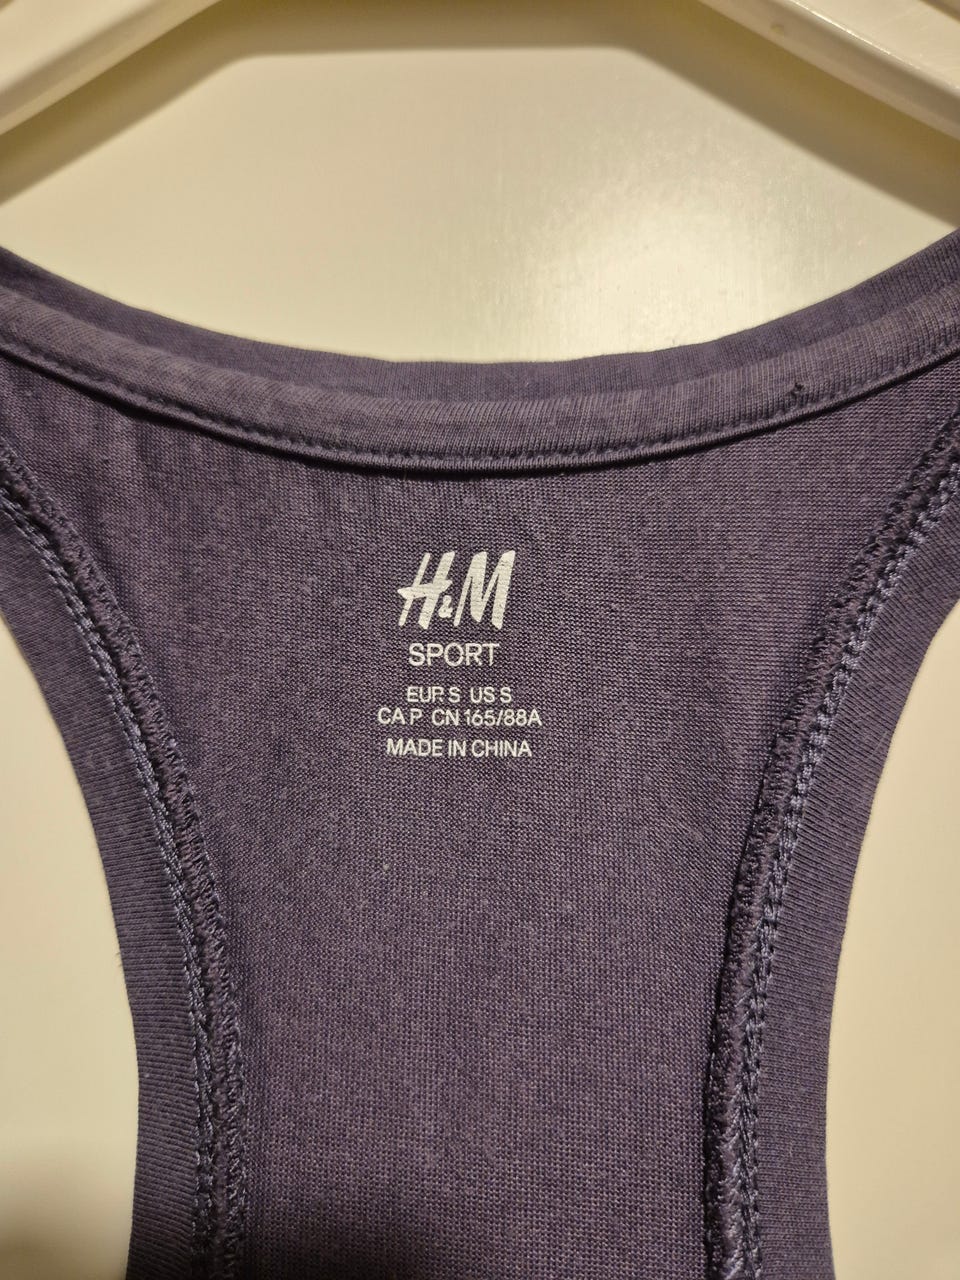 H&M
SPORT
EUR S US S
CA P CN 165/88A
MADE IN CHINA